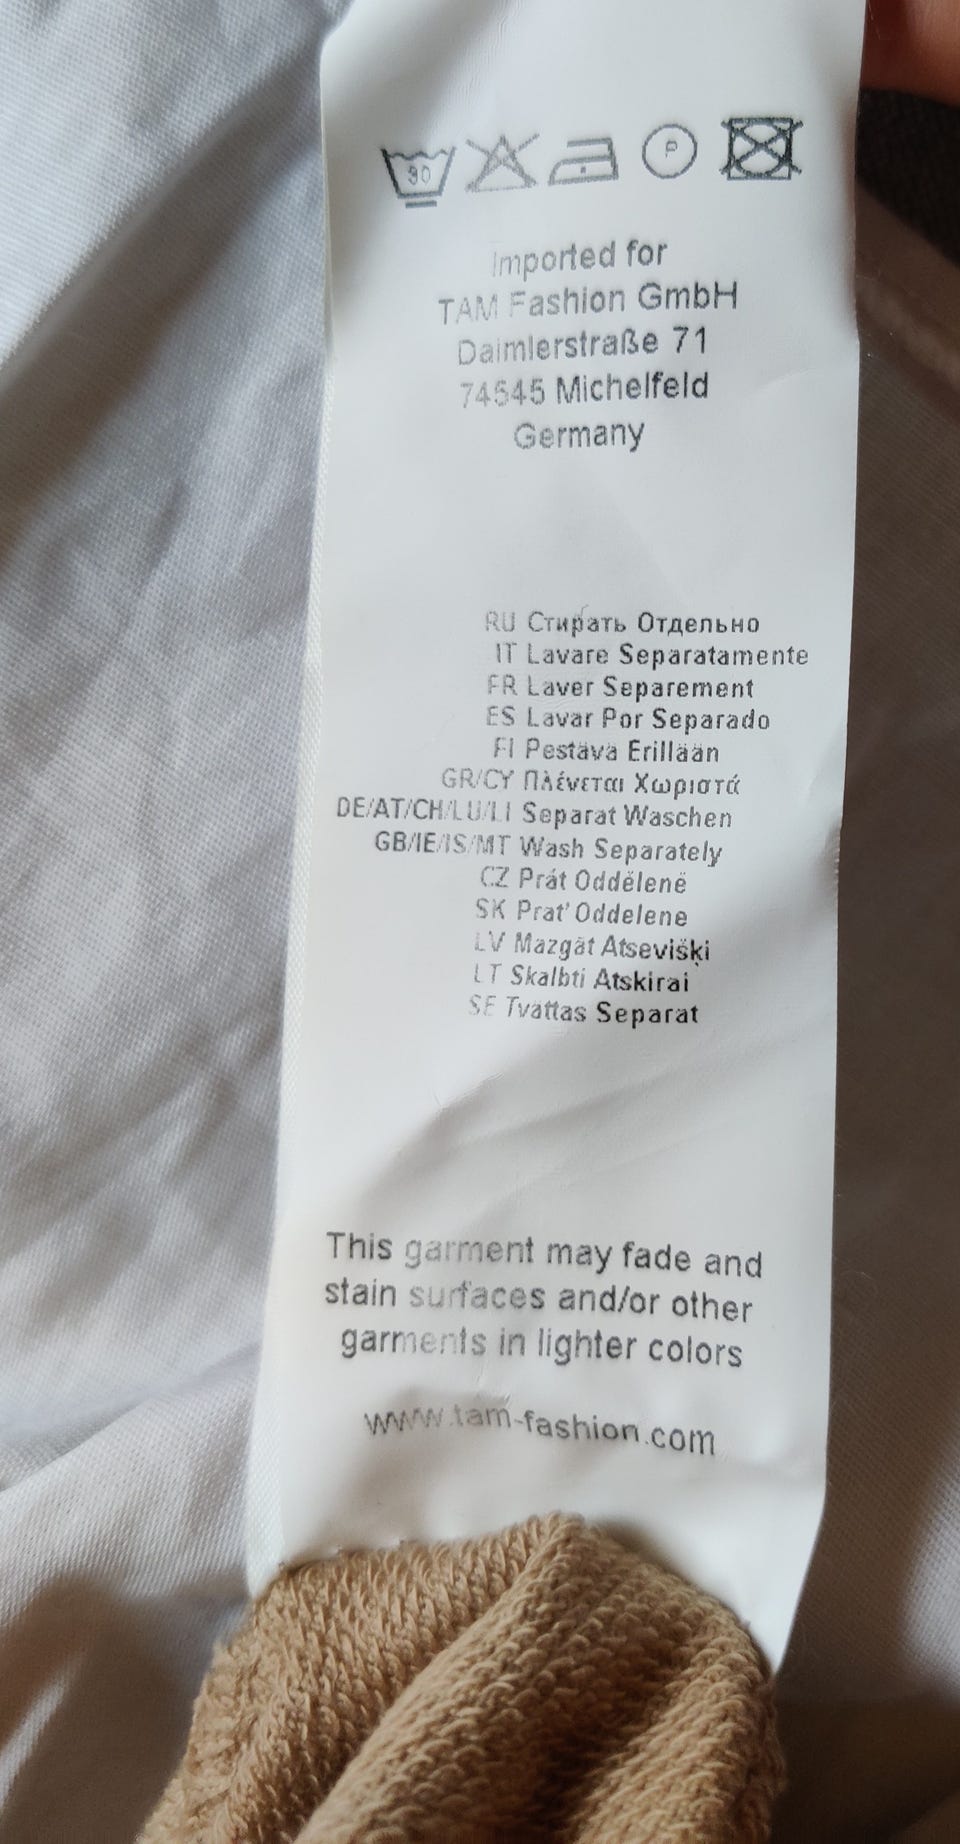 30
P
Imported for
TAM Fashion GmbH
Daimlerstraße 71
74545 Michelfeld
Germany
RU Стирать Отдельно
IT Lavare Separatamente
FR Laver Separement
ES Lavar Por Separado
FI Pestävä Erillään
GR/CY Πλένεται Χωριστά
DE/AT/CH/LU/LI Separat Waschen
GB/IE/IS/MT Wash Separately
CZ Prát Oddělené
SK Prat' Oddelene
LV Mazgāt Atsevišķi
LT Skalbti Atskirai
SE Tvättas Separat
This garment may fade and
stain surfaces and/or other
garments in lighter colors
www.tam-fashion.com